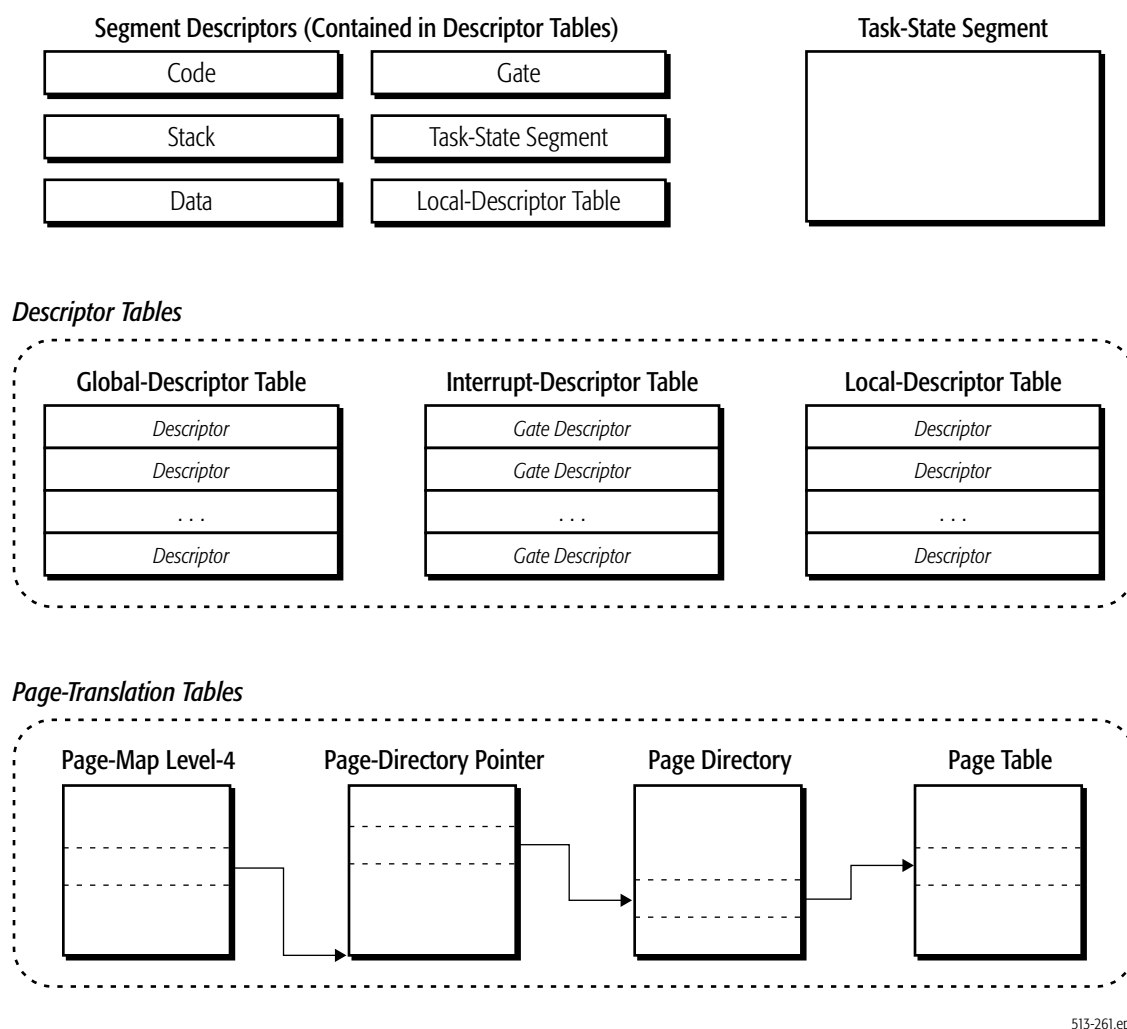 Segment Descriptors (Contained in Descriptor Tables)
Task-State Segment
Code
Gate
Stack
Task-State Segment
Data
Local-Descriptor Table
Descriptor Tables
Global-Descriptor Table
Interrupt-Descriptor Table
Local-Descriptor Table
Descriptor
Gate Descriptor
Descriptor
Descriptor
Gate Descriptor
Descriptor
. . .
. . .
. . .
Descriptor
Gate Descriptor
Descriptor
Page-Translation Tables
Page-Map Level-4
Page-Directory Pointer
Page Directory
Page Table